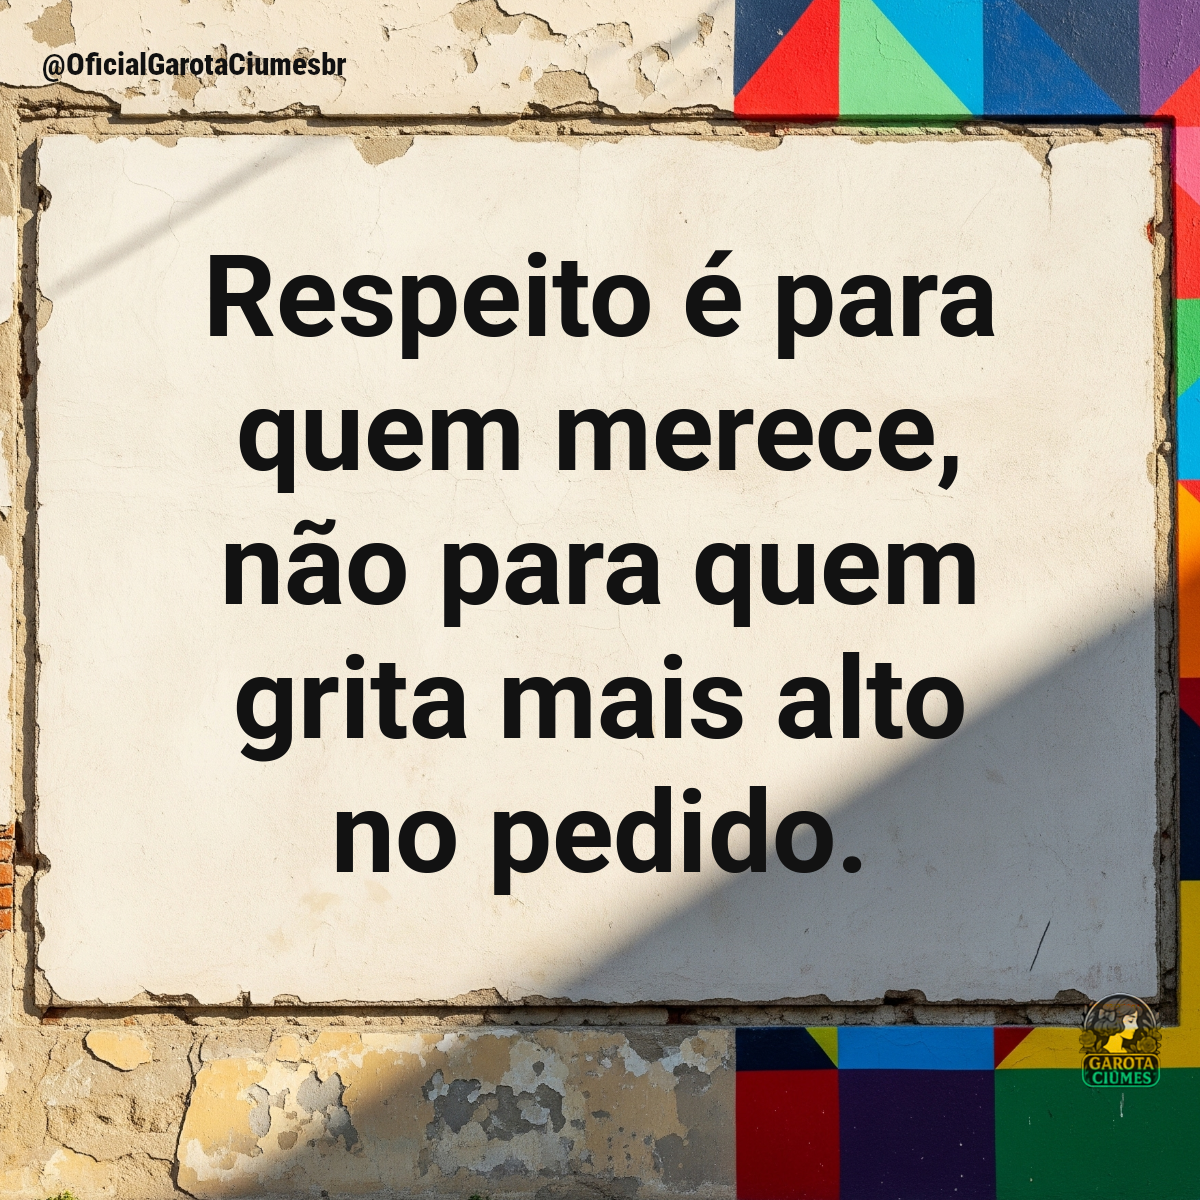 @OficialGarotaCiumesbr
Respeito é para
quem merece,
não para quem
grita mais alto
no pedido.
GAROTA
CIÚMES